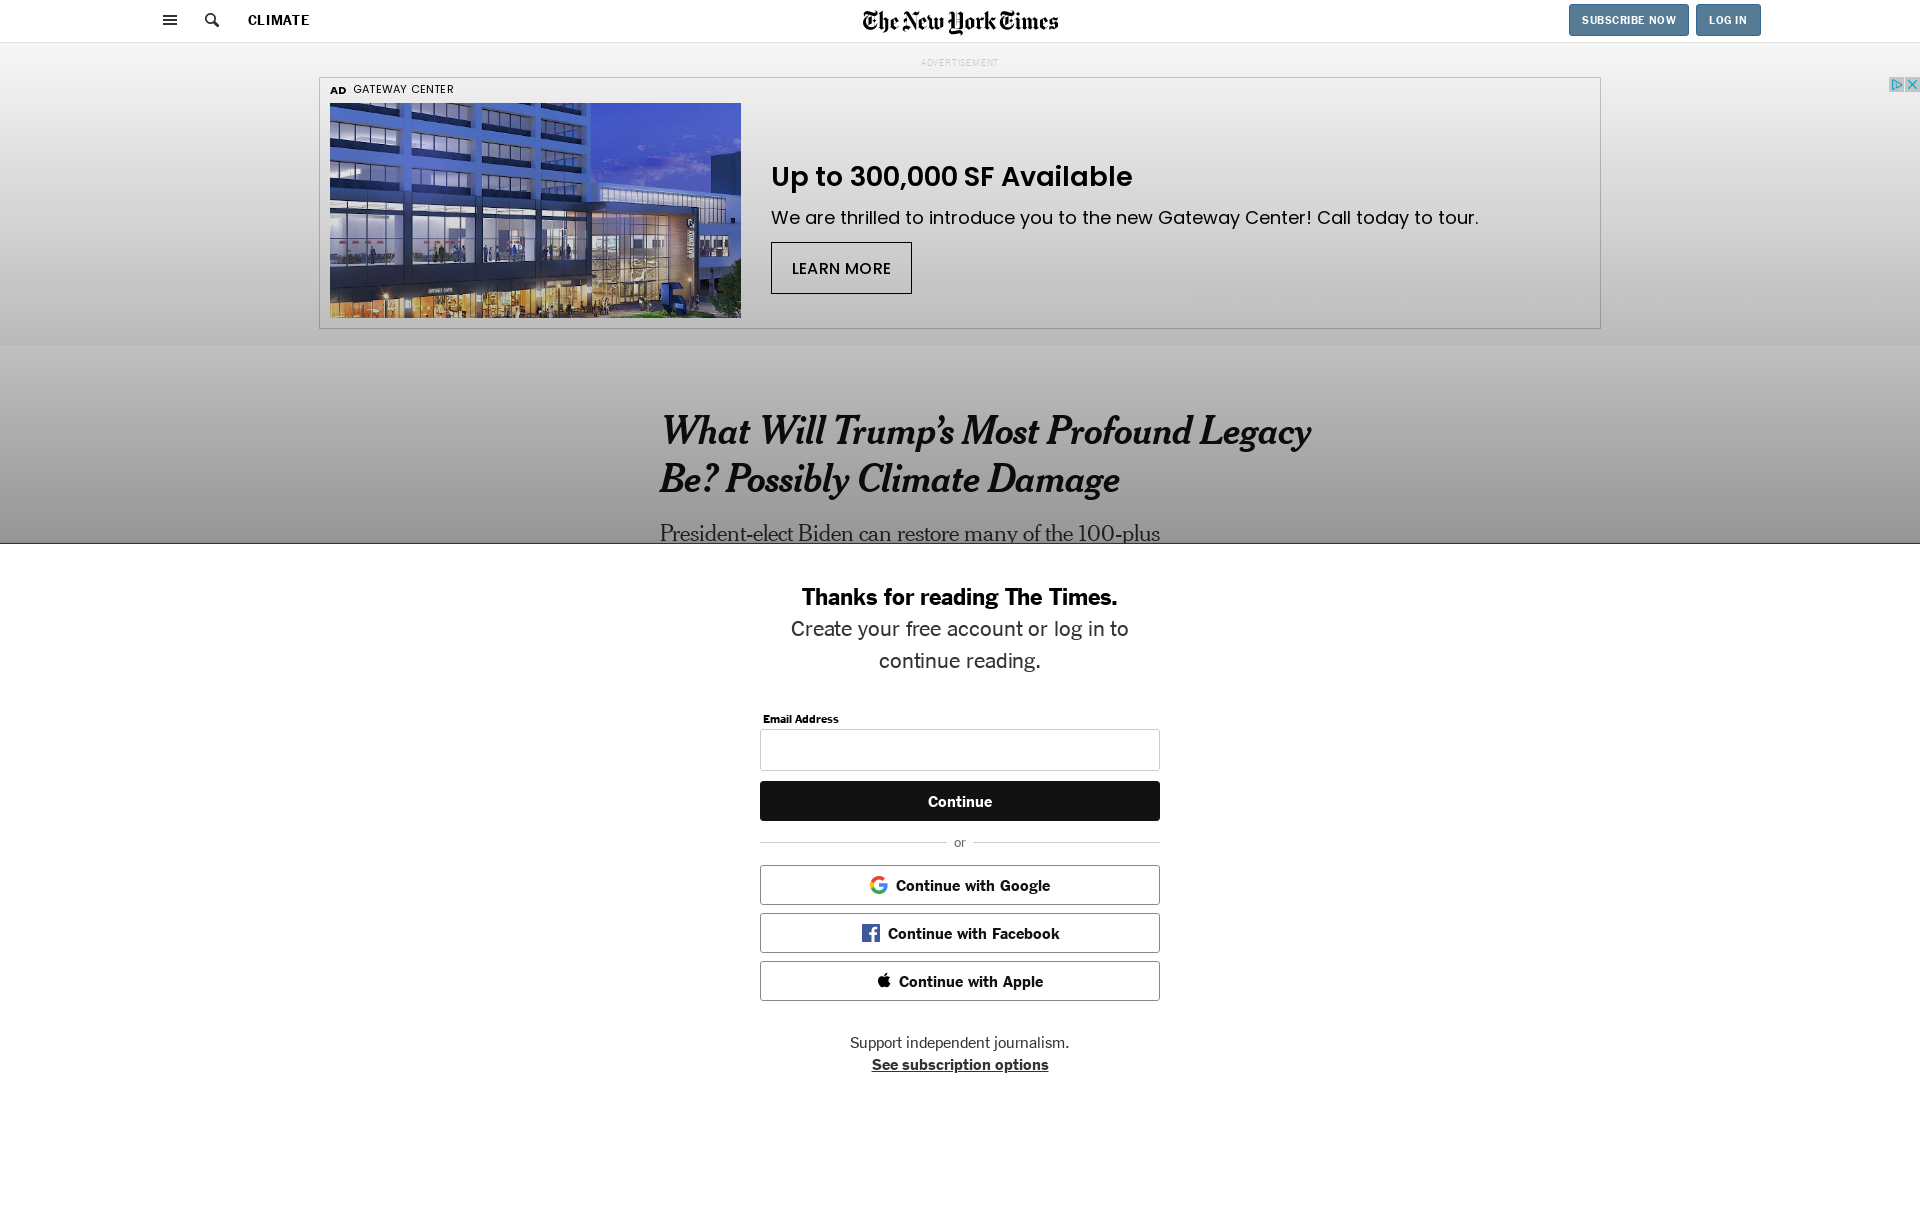 CLIMATE
The New York Times
SUBSCRIBE NOW
LOG IN
ADVERTISEMENT
AD GATEWAY CENTER
Up to 300,000 SF Available
We are thrilled to introduce you to the new Gateway Center! Call today to tour.
LEARN MORE
What Will Trump’s Most Profound Legacy
Be? Possibly Climate Damage
President-elect Biden can restore many of the 100-plus
Thanks for reading The Times.
Create your free account or log in to
continue reading.
Email Address
Continue
or
Continue with Google
Continue with Facebook
Continue with Apple
Support independent journalism.
See subscription options